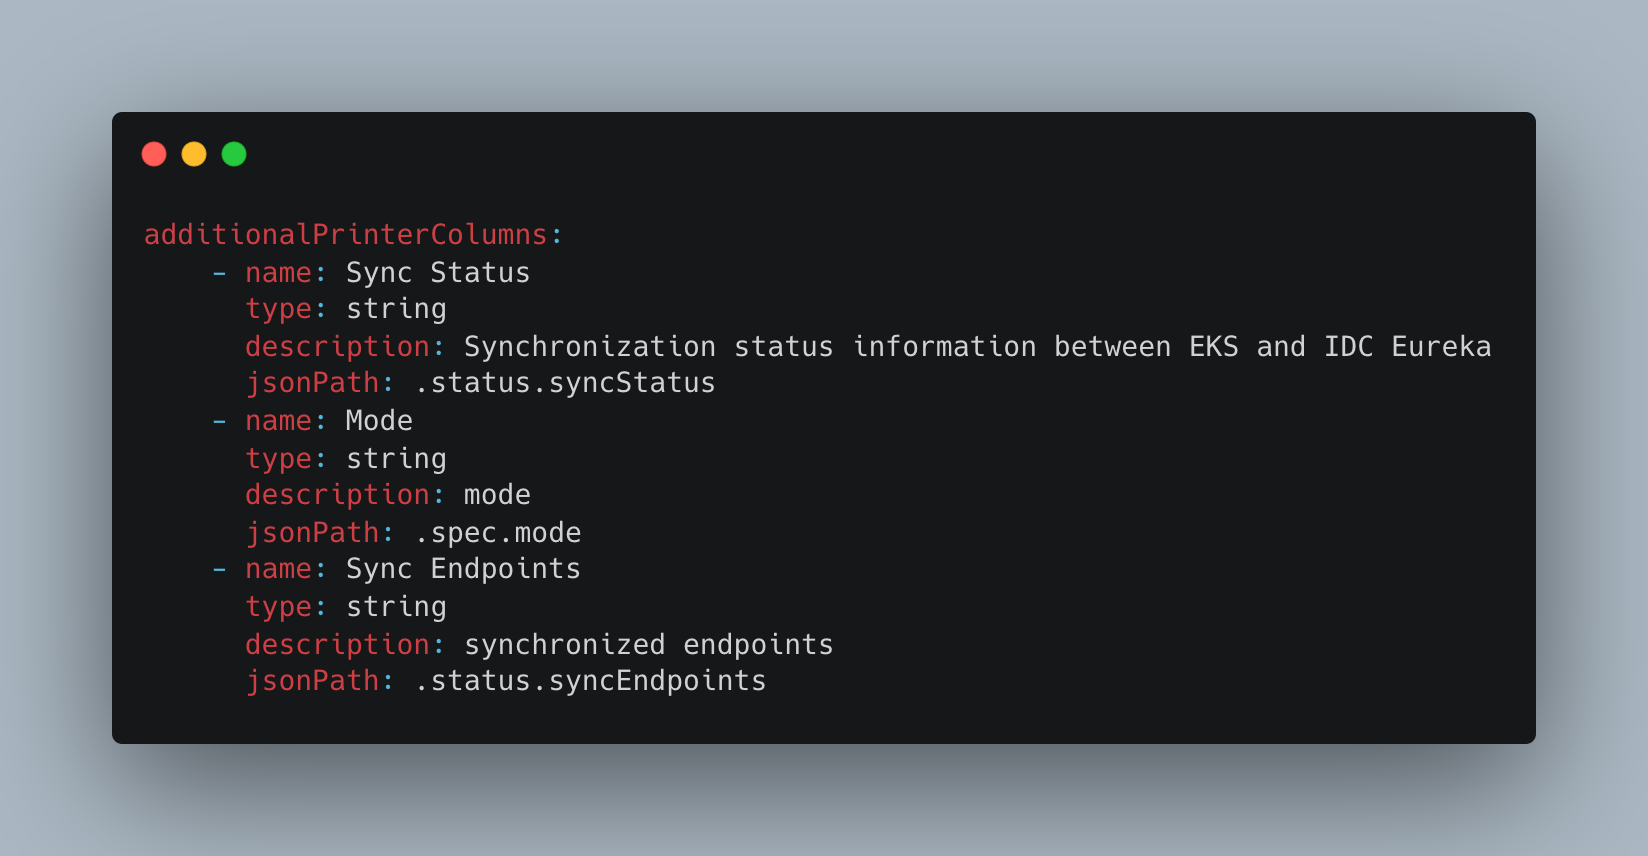 additionalPrinterColumns:
    - name: Sync Status
      type: string
      description: Synchronization status information between EKS and IDC Eureka
      jsonPath: .status.syncStatus
    - name: Mode
      type: string
      description: mode
      jsonPath: .spec.mode
    - name: Sync Endpoints
      type: string
      description: synchronized endpoints
      jsonPath: .status.syncEndpoints